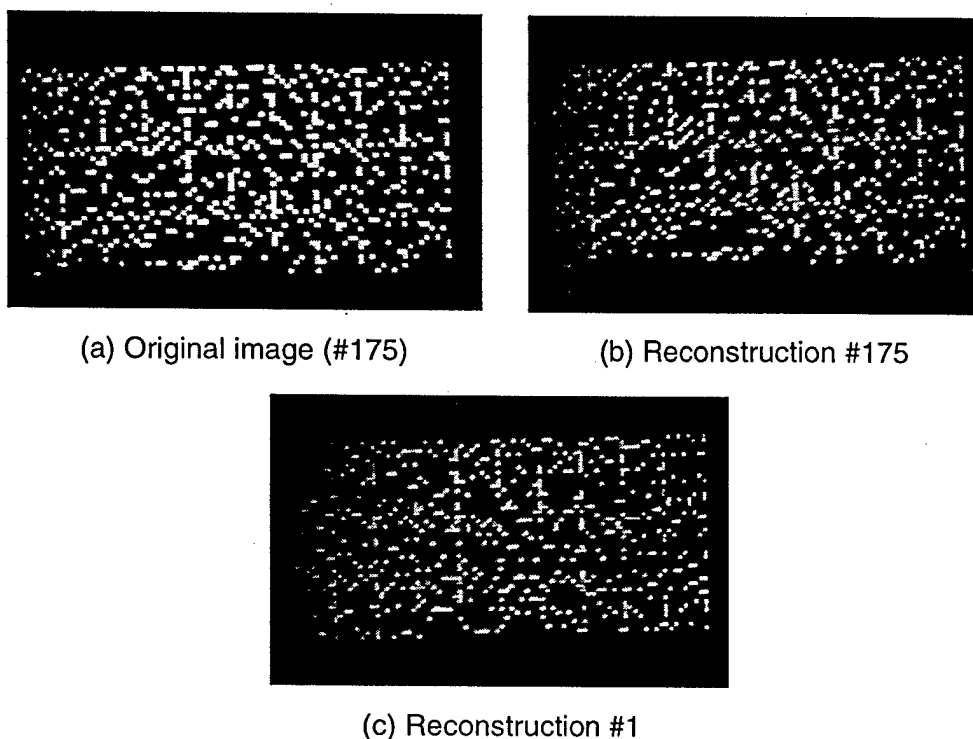 (a) Original image (#175)
(b) Reconstruction #175
(c) Reconstruction #1